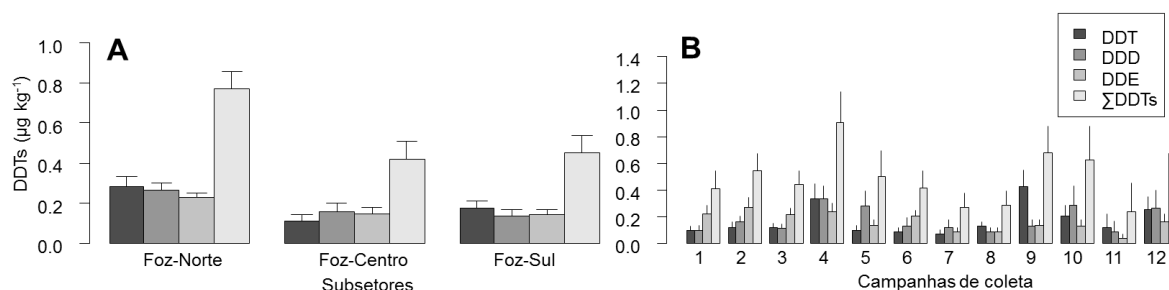 A
DDTs (µg kg⁻¹)
1.0
0.8
0.6
0.4
0.2
0.0
Foz-Norte Foz-Centro Foz-Sul
Subsetores
B
1.4
1.2
1.0
0.8
0.6
0.4
0.2
0.0
1 2 3 4 5 6 7 8 9 10 11 12
Campanhas de coleta
DDT
DDD
DDE
∑DDTs